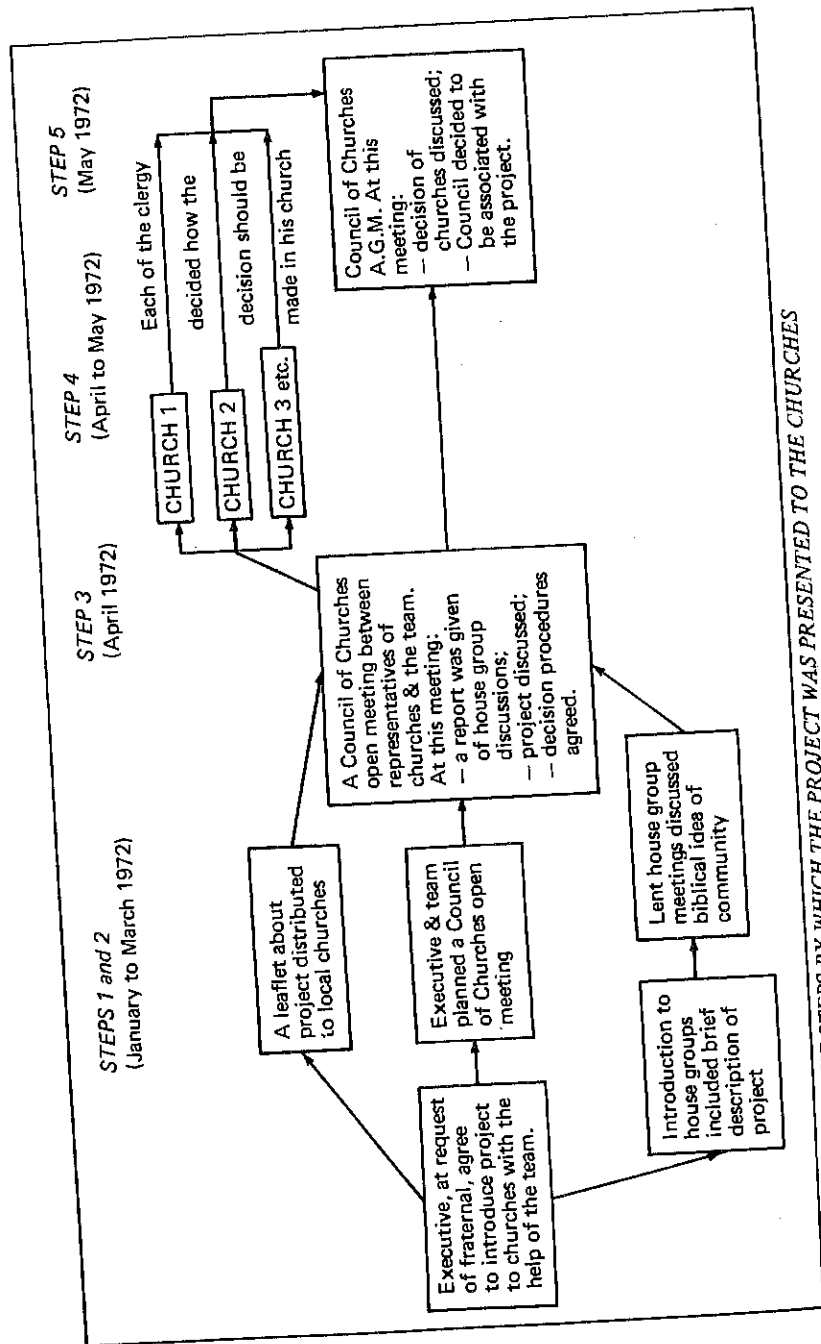 STEPS 1 and 2
(January to March 1972)
STEP 3
(April 1972)
STEP 4
(April to May 1972)
STEP 5
(May 1972)
Executive, at request
of fraternal, agree
to introduce project
to churches with the
help of the team.
A leaflet about
project distributed
to local churches
Executive & team
planned a Council
of Churches open
meeting
Introduction to
house groups
included brief
description of
project
Lent house group
meetings discussed
biblical idea of
community
A Council of Churches
open meeting between
representatives of
churches & the team.
At this meeting:
— a report was given
of house group
discussions;
— project discussed;
— decision procedures
agreed.
CHURCH 1
CHURCH 2
CHURCH 3 etc.
Each of the clergy
decided how the
decision should be
made in his church
Council of Churches
A.G.M. At this
meeting:
— decision of
churches discussed;
— Council decided to
be associated with
the project.
STEPS BY WHICH THE PROJECT WAS PRESENTED TO THE CHURCHES